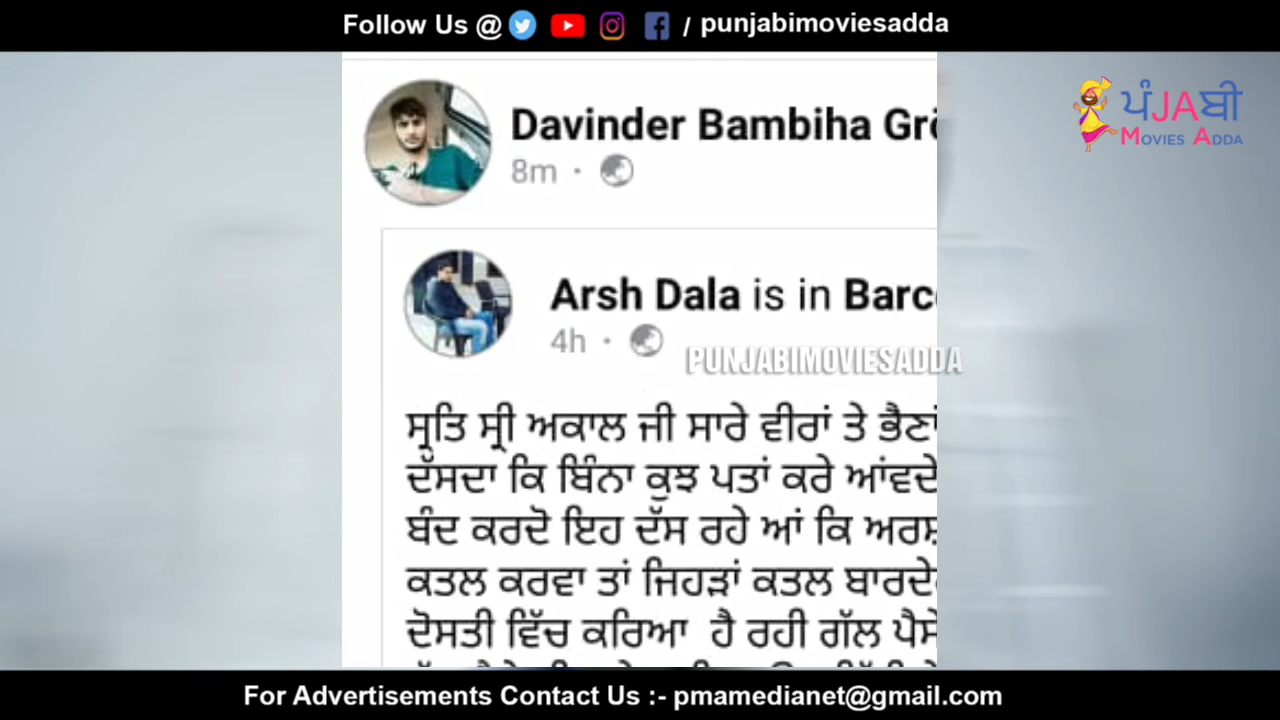 Follow Us @ / punjabimoviesadda
ਪੰJAਬੀ
MOVIES ADDA
Davinder Bambiha Gro
8m ·
Arsh Dala is in Barc
4h ·
PUNJABIMOVIESADDA
ਸ੍ਰਤਿ ਸ੍ਰੀ ਅਕਾਲ ਜੀ ਸਾਰੇ ਵੀਰਾਂ ਤੇ ਭੈਣਾਂ
ਦੱਸਦਾ ਕਿ ਬਿੰਨਾ ਕੁਝ ਪਤਾਂ ਕਰੇ ਆਂਵਦੇ
ਬੰਦ ਕਰਦੋ ਇਹ ਦੱਸ ਰਹੇ ਆਂ ਕਿ ਅਰਸ਼
ਕਤਲ ਕਰਵਾ ਤਾਂ ਜਿਹੜਾਂ ਕਤਲ ਬਾਰਦੇ
ਦੋਸਤੀ ਵਿੱਚ ਕਰਿਆ ਹੈ ਰਹੀ ਗੱਲ ਪੈਸੇ
For Advertisements Contact Us :- pmamedianet@gmail.com